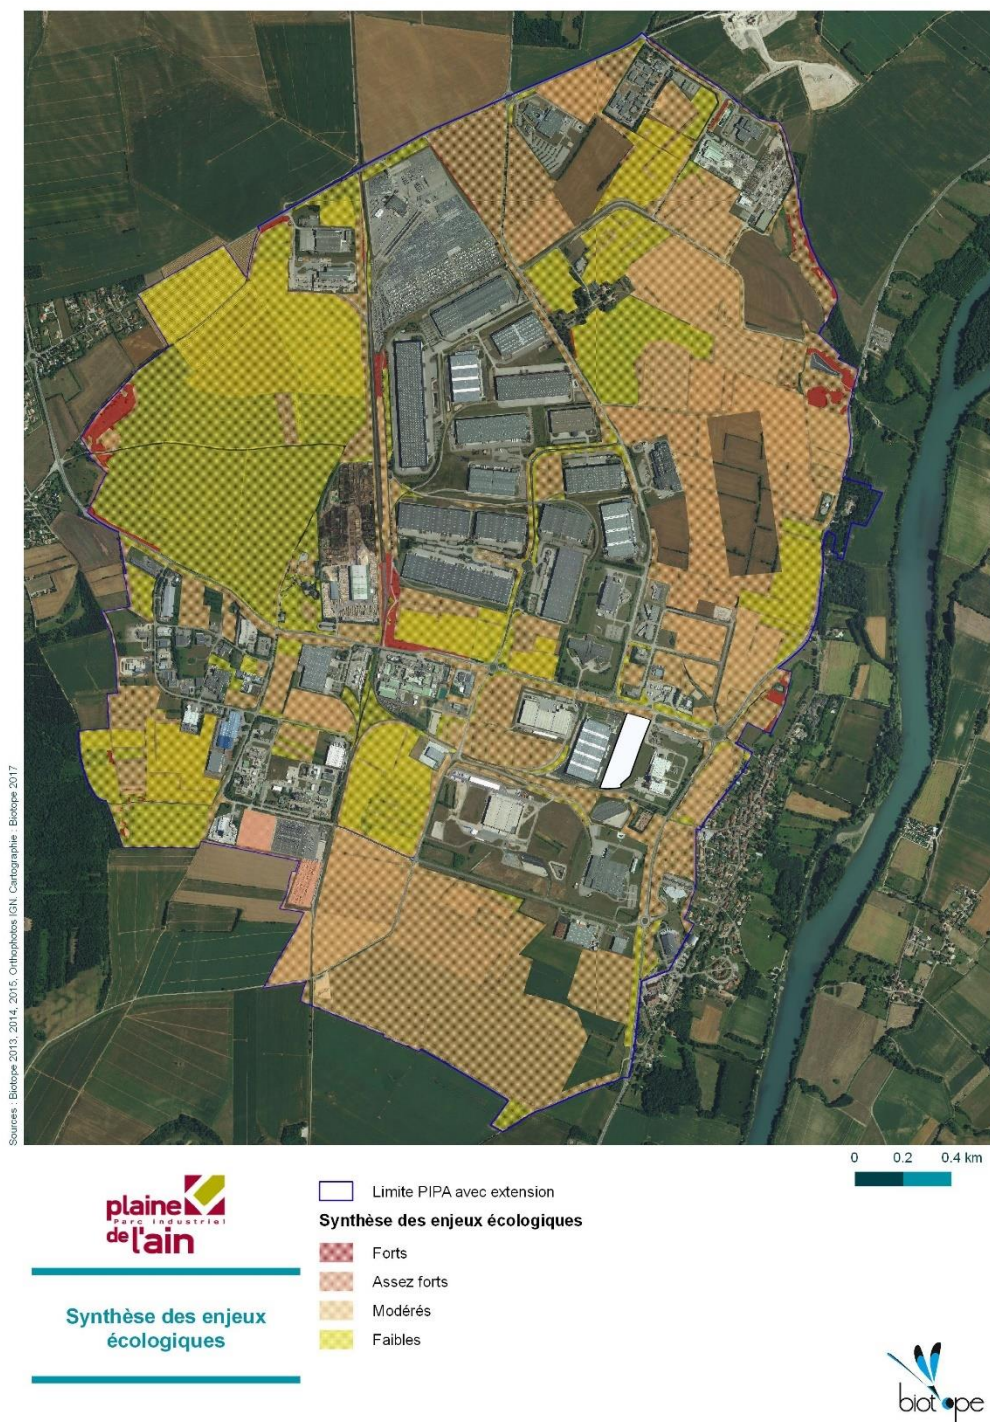 Sources : Biotope 2013, 2014, 2015, Orthophotos IGN. Cartographie : Biotope 2017
0 0.2 0.4 km
plaine
Parc industriel
de l'ain
Synthèse des enjeux
écologiques
Limite PIPA avec extension
Synthèse des enjeux écologiques
Forts
Assez forts
Modérés
Faibles
biotope